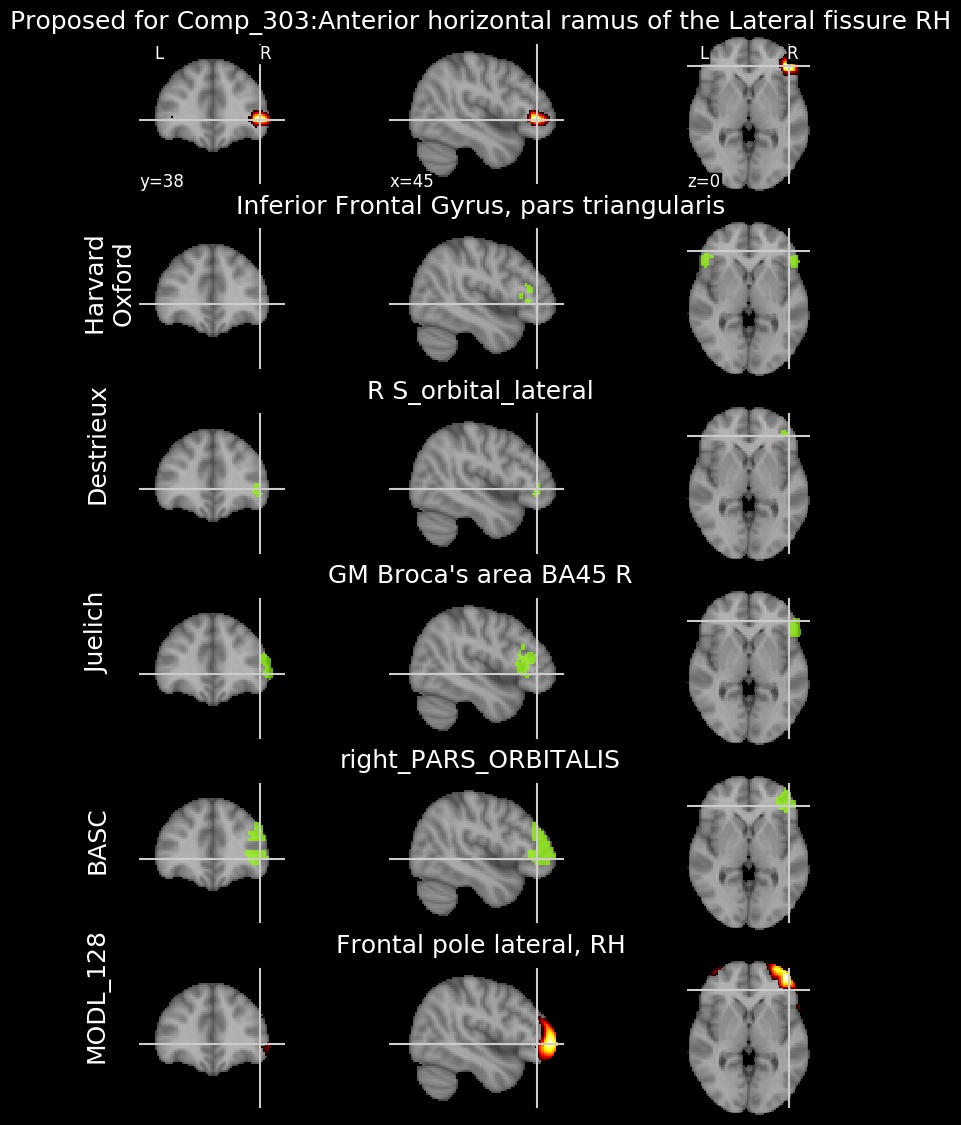 Proposed for Comp_303:Anterior horizontal ramus of the Lateral fissure RH
L R L R
y=38 x=45 z=0
Inferior Frontal Gyrus, pars triangularis
Harvard
Oxford
R S_orbital_lateral
Destrieux
GM Broca's area BA45 R
Juelich
right_PARS_ORBITALIS
BASC
Frontal pole lateral, RH
MODL_128